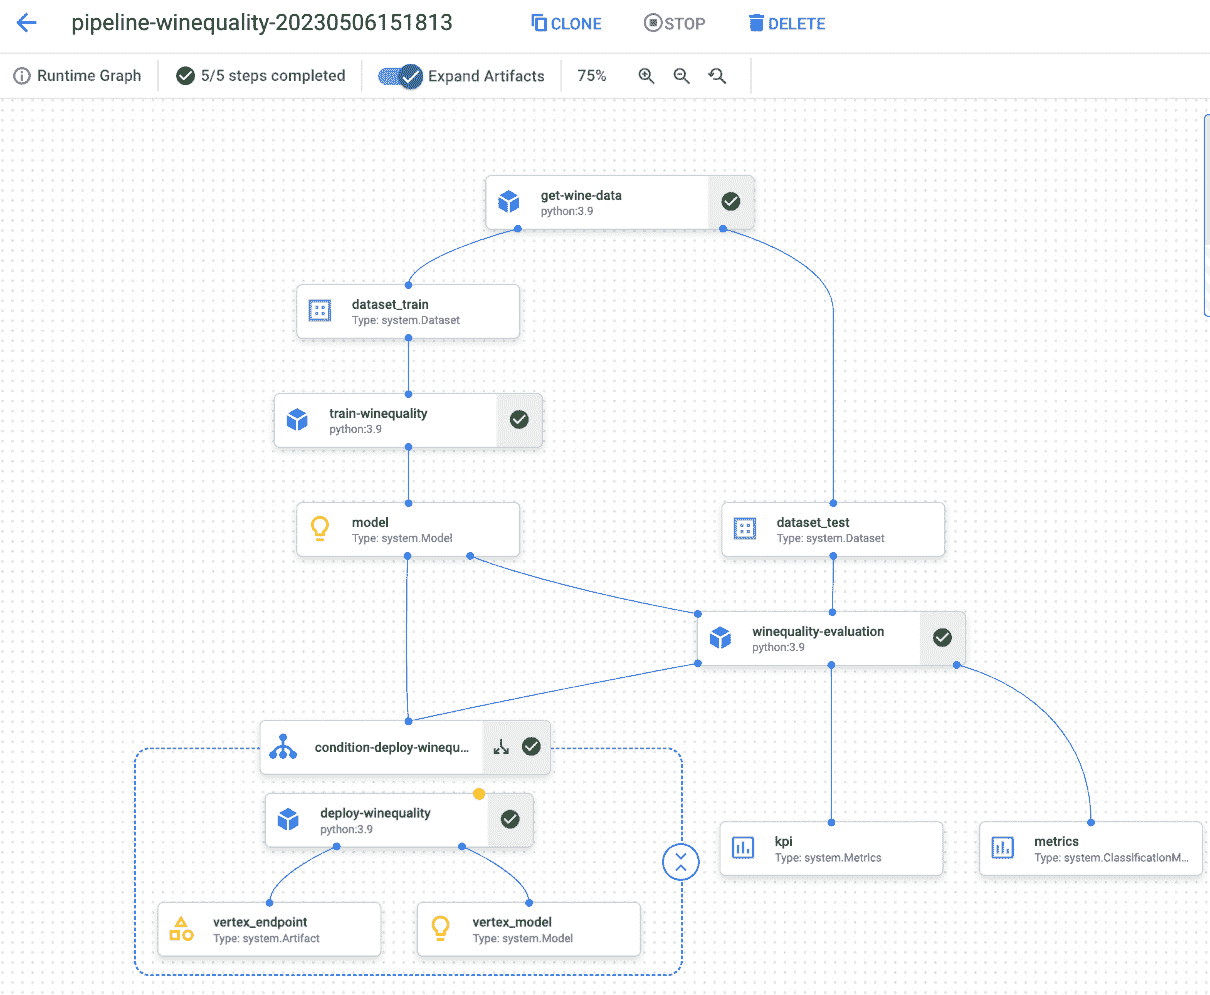 pipeline-winequality-20230506151813
CLONE
STOP
DELETE
Runtime Graph
5/5 steps completed
Expand Artifacts
75%
get-wine-data
python:3.9
dataset_train
Type: system.Dataset
train-winequality
python:3.9
model
Type: system.Model
dataset_test
Type: system.Dataset
winequality-evaluation
python:3.9
condition-deploy-winequ...
deploy-winequality
python:3.9
kpi
Type: system.Metrics
metrics
Type: system.ClassificationM...
vertex_endpoint
Type: system.Artifact
vertex_model
Type: system.Model